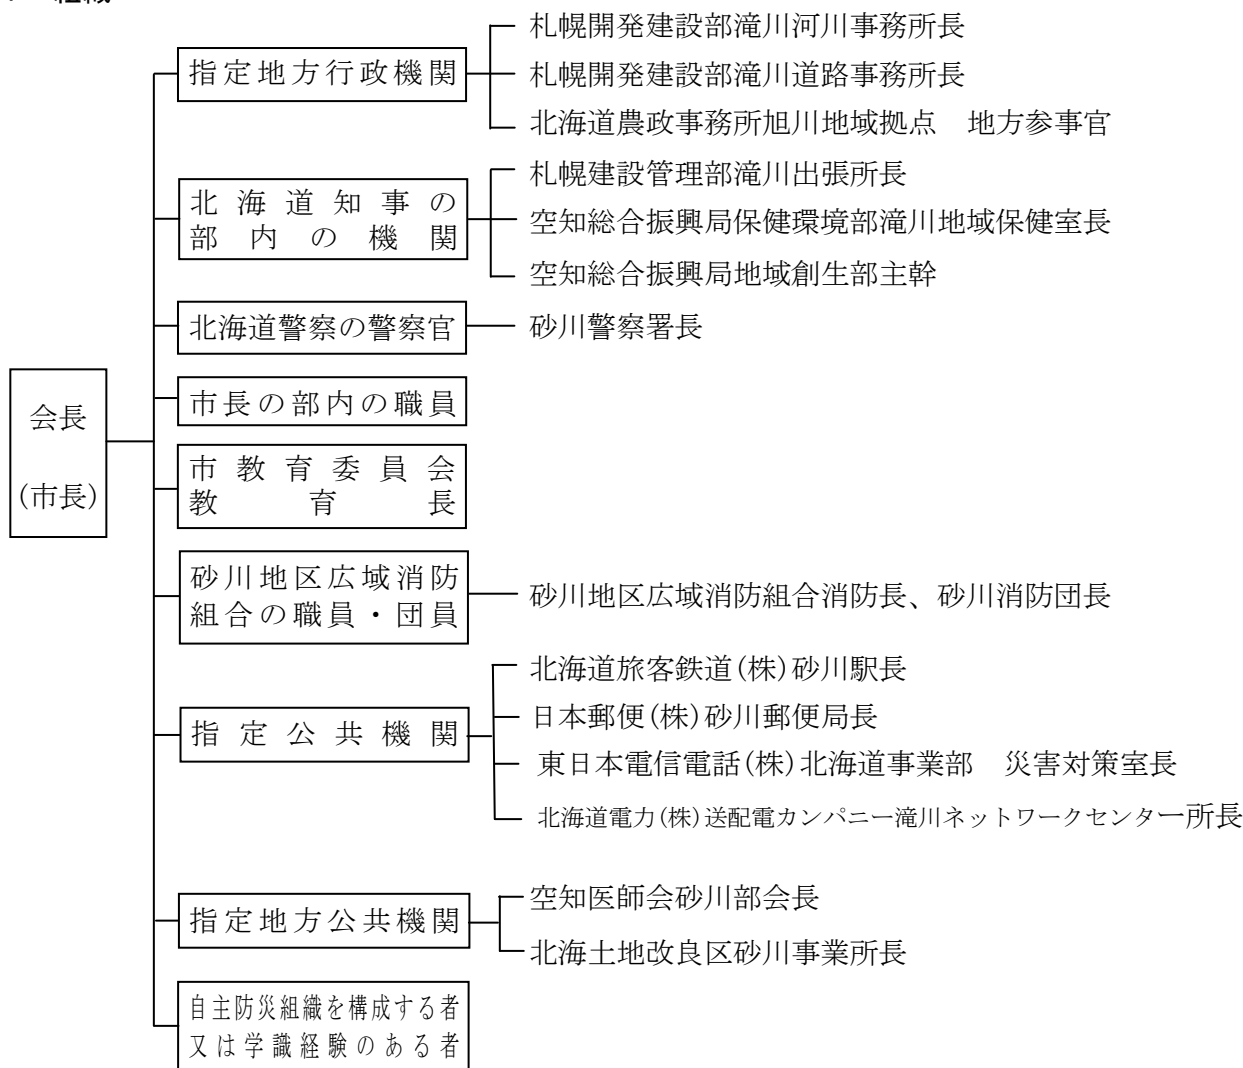 会長
(市長)
指定地方行政機関
札幌開発建設部滝川河川事務所長
札幌開発建設部滝川道路事務所長
北海道農政事務所旭川地域拠点　地方参事官
北海道知事の
部内の機関
札幌建設管理部滝川出張所長
空知総合振興局保健環境部滝川地域保健室長
空知総合振興局地域創生部主幹
北海道警察の警察官
砂川警察署長
市長の部内の職員
市教育委員会
教育長
砂川地区広域消防
組合の職員・団員
砂川地区広域消防組合消防長、砂川消防団長
指定公共機関
北海道旅客鉄道(株)砂川駅長
日本郵便(株)砂川郵便局長
東日本電信電話(株)北海道事業部　災害対策室長
北海道電力(株)送配電カンパニー滝川ネットワークセンター所長
指定地方公共機関
空知医師会砂川部会長
北海土地改良区砂川事業所長
自主防災組織を構成する者
又は学識経験のある者